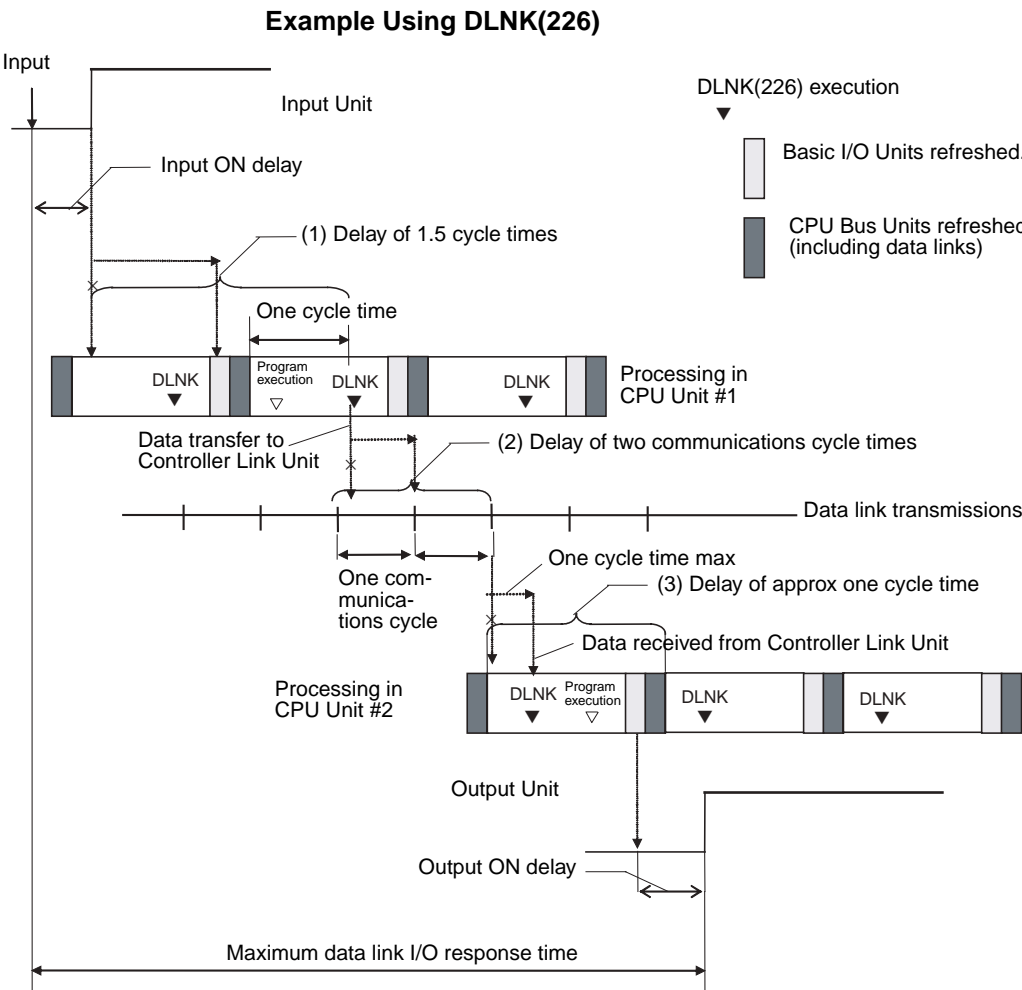 Example Using DLNK(226)
Input
Input Unit
DLNK(226) execution
Basic I/O Units refreshed.
Input ON delay
CPU Bus Units refreshed
(including data links)
(1) Delay of 1.5 cycle times
One cycle time
DLNK
Program
execution
DLNK
DLNK
Processing in
CPU Unit #1
Data transfer to
Controller Link Unit
(2) Delay of two communications cycle times
Data link transmissions
One com-
munica-
tions cycle
One cycle time max
(3) Delay of approx one cycle time
Data received from Controller Link Unit
Processing in
CPU Unit #2
DLNK
Program
execution
DLNK
DLNK
Output Unit
Output ON delay
Maximum data link I/O response time